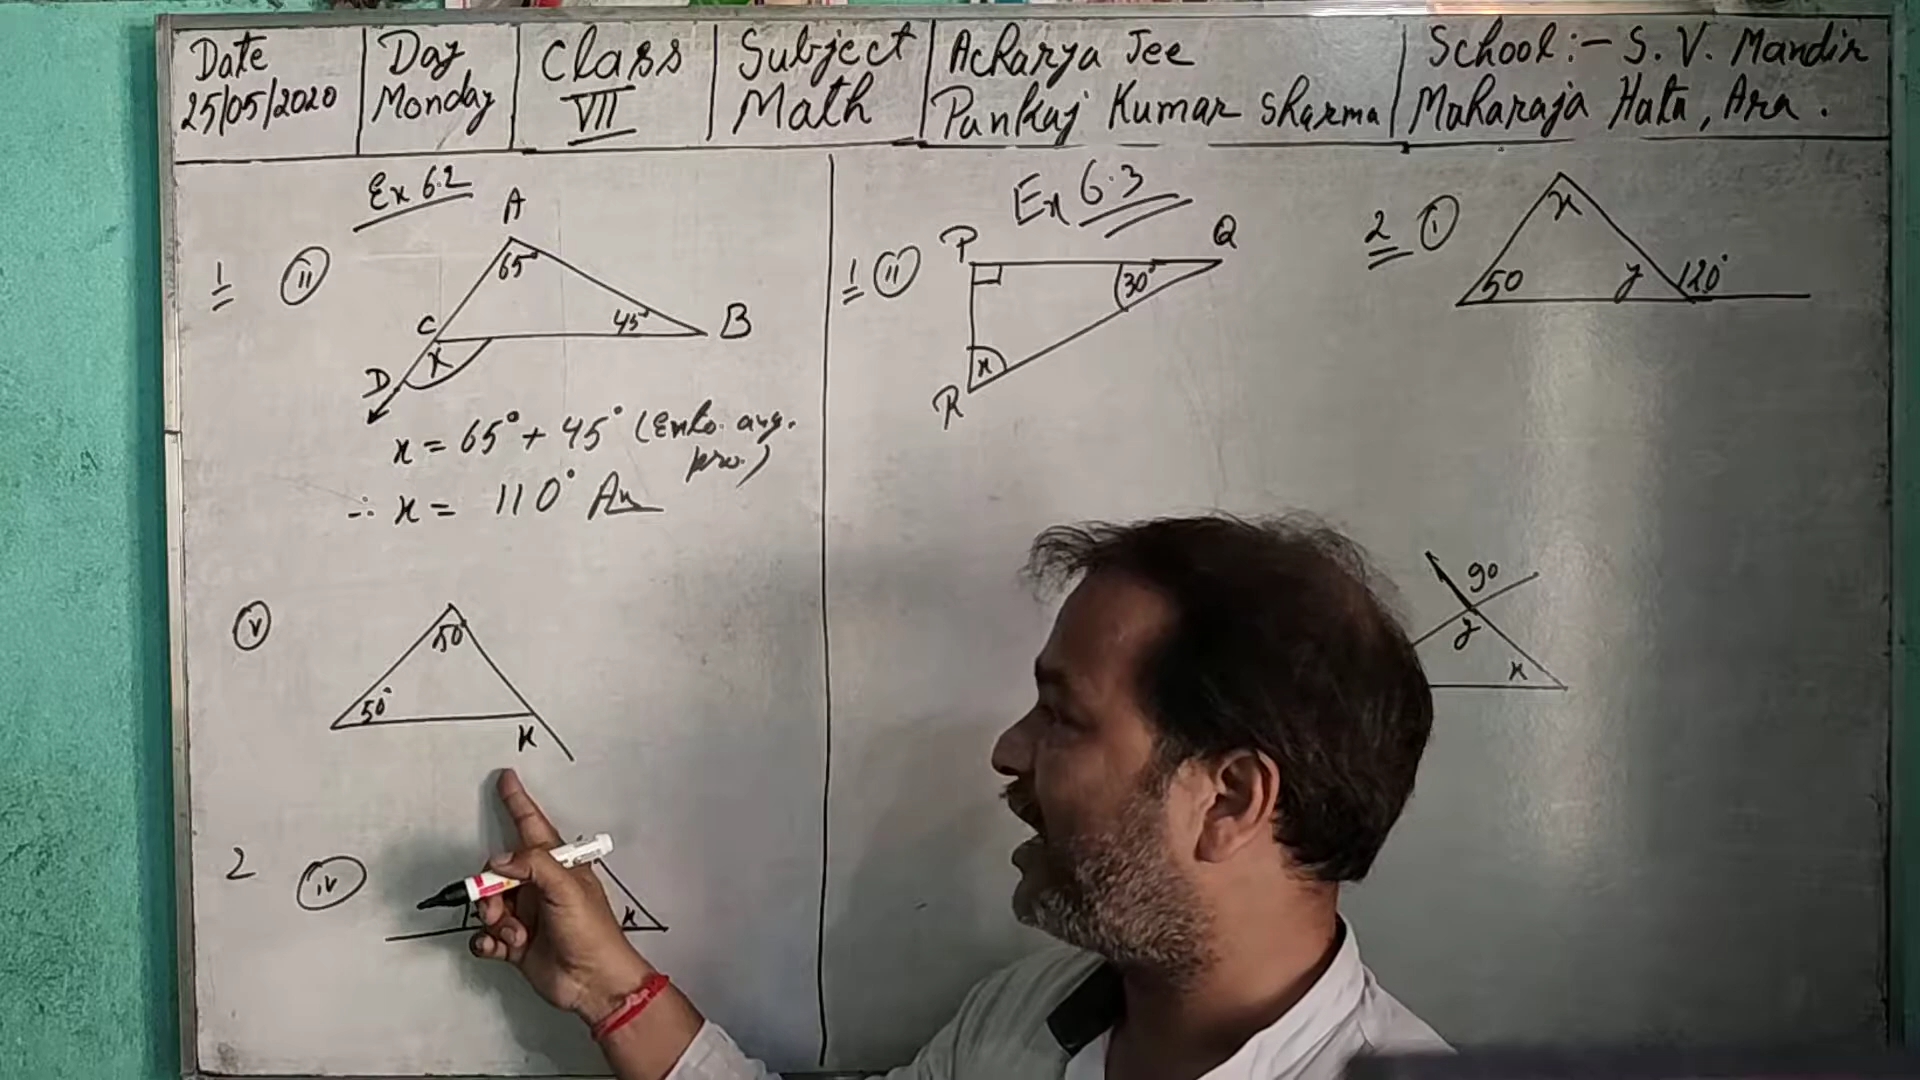 Date
25/05/2020
Day
Monday
Class
VII
Subject
Math
Acharya Jee
Pankaj Kumar Sharma
School:- S. V. Mandir
Maharaja Hata, Ara.
Ex 6.2
1 (ii)
A
65°
C
45°
B
x
D
x = 65° + 45° (Exto. ang.
pro.)
∴ x = 110° An
(v)
50°
50°
x
2 (iv)
x
Ex 6.3
1 (ii)
P
Q
30°
x
R
2 (i)
x
50
y
120°
90
y
x